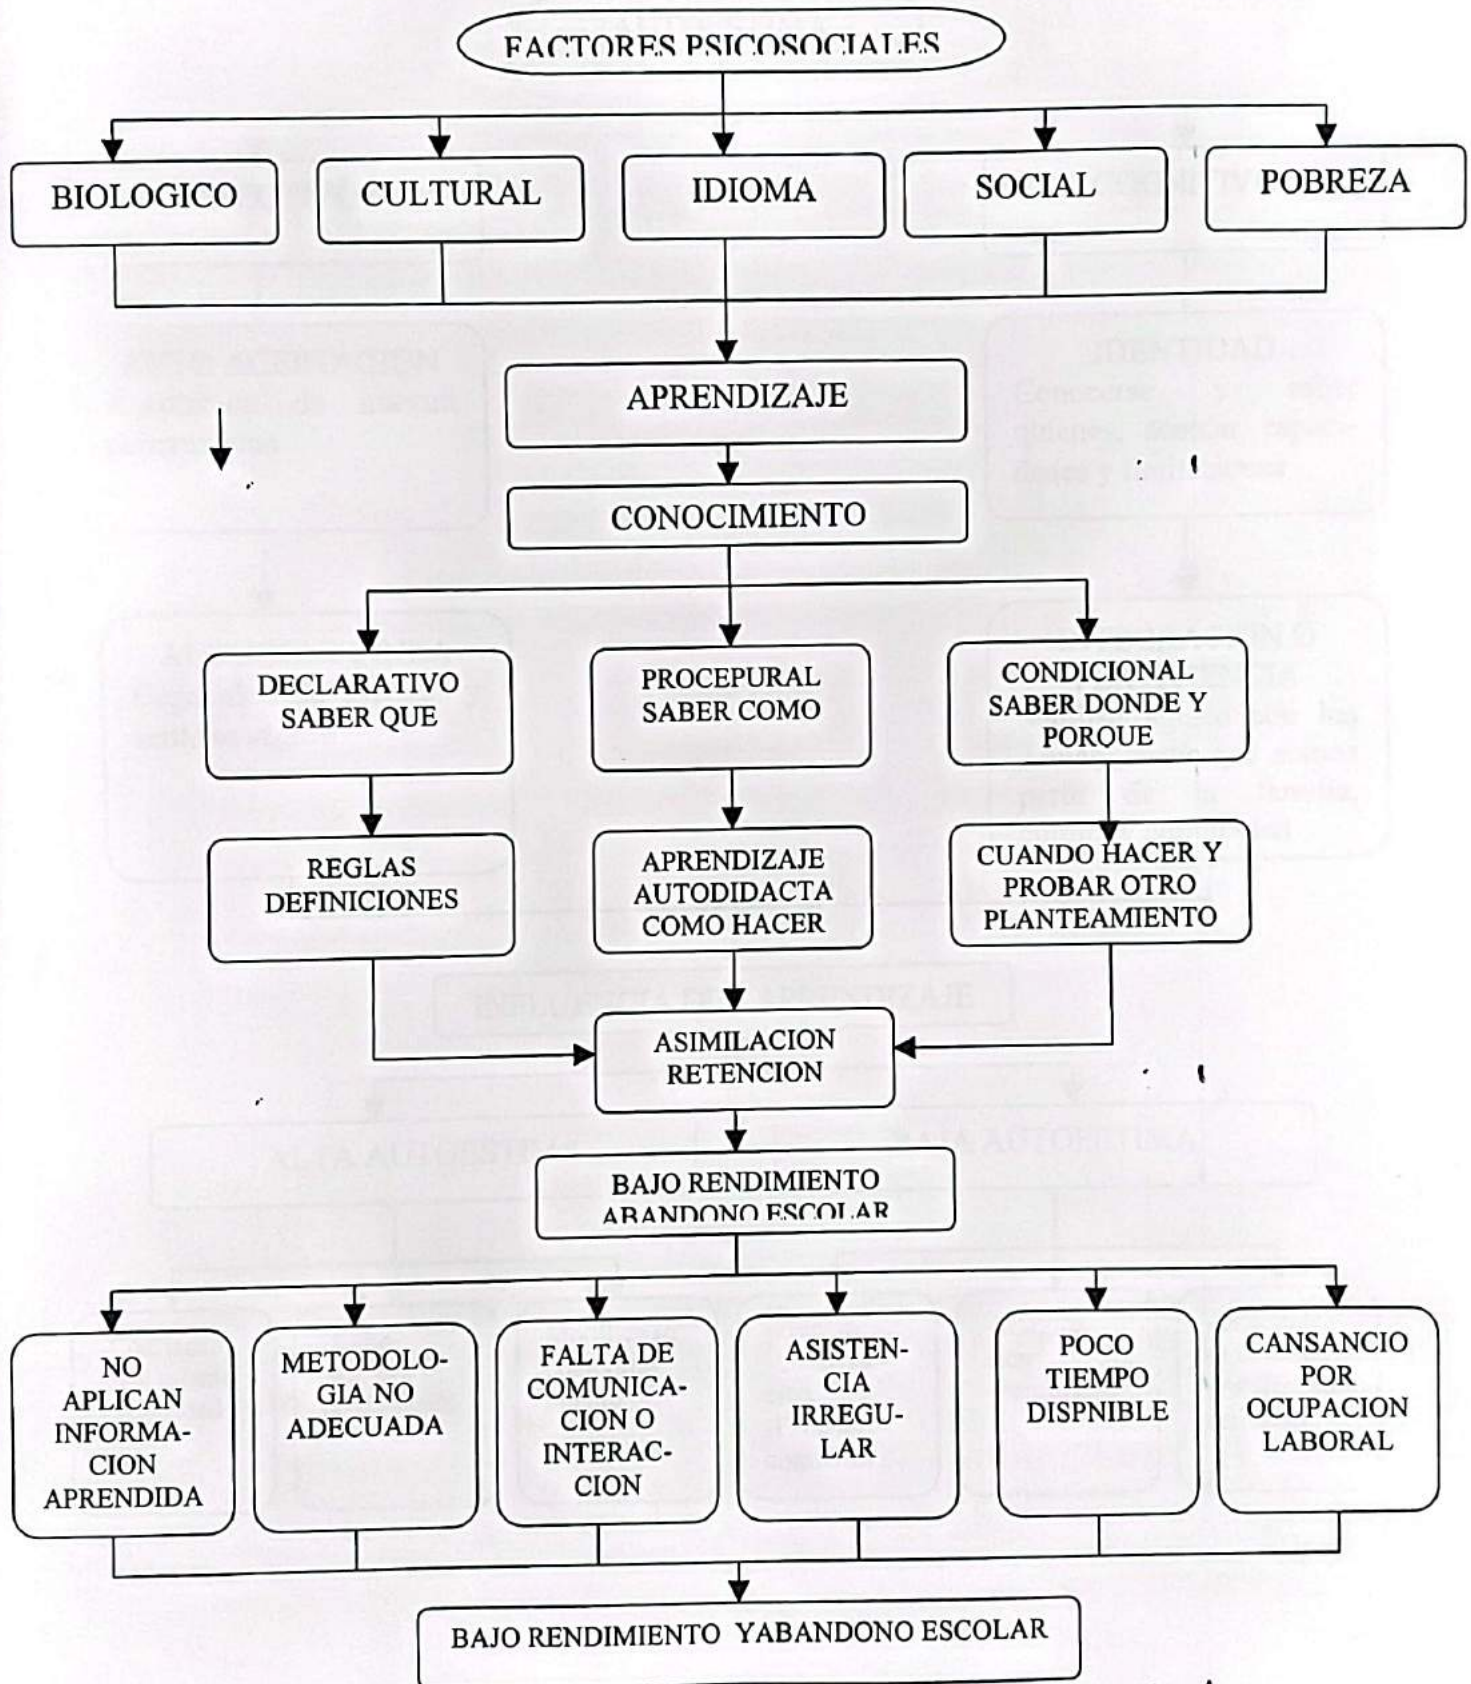 FACTORES PSICOSOCIALES
BIOLOGICO
CULTURAL
IDIOMA
SOCIAL
POBREZA
APRENDIZAJE
CONOCIMIENTO
DECLARATIVO
SABER QUE
PROCEPURAL
SABER COMO
CONDICIONAL
SABER DONDE Y
PORQUE
REGLAS
DEFINICIONES
APRENDIZAJE
AUTODIDACTA
COMO HACER
CUANDO HACER Y
PROBAR OTRO
PLANTEAMIENTO
ASIMILACION
RETENCION
BAJO RENDIMIENTO
ABANDONO ESCOLAR
NO
APLICAN
INFORMA-
CION
APRENDIDA
METODOLO-
GIA NO
ADECUADA
FALTA DE
COMUNICA-
CION O
INTERAC-
CION
ASISTEN-
CIA
IRREGU-
LAR
POCO
TIEMPO
DISPNIBLE
CANSANCIO
POR
OCUPACION
LABORAL
BAJO RENDIMIENTO YABANDONO ESCOLAR